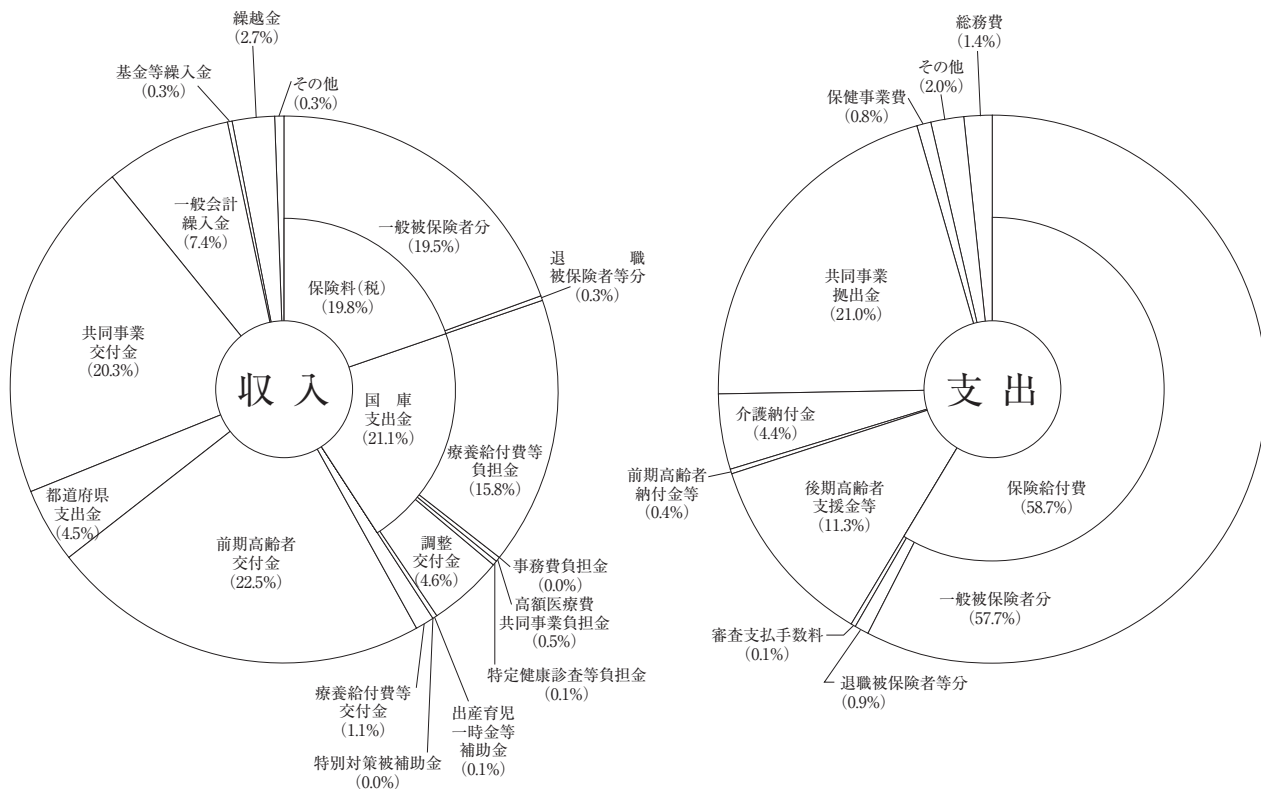 収入
繰越金
(2.7%)
基金等繰入金
(0.3%)
その他
(0.3%)
一般会計
繰入金
(7.4%)
一般被保険者分
(19.5%)
退職
被保険者等分
(0.3%)
保険料(税)
(19.8%)
共同事業
交付金
(20.3%)
国庫
支出金
(21.1%)
療養給付費等
負担金
(15.8%)
都道府県
支出金
(4.5%)
前期高齢者
交付金
(22.5%)
調整
交付金
(4.6%)
事務費負担金
(0.0%)
高額医療費
共同事業負担金
(0.5%)
特定健康診査等負担金
(0.1%)
出産育児
一時金等
補助金
(0.1%)
療養給付費等
交付金
(1.1%)
特別対策被補助金
(0.0%)
支出
総務費
(1.4%)
その他
(2.0%)
保健事業費
(0.8%)
共同事業
拠出金
(21.0%)
介護納付金
(4.4%)
前期高齢者
納付金等
(0.4%)
後期高齢者
支援金等
(11.3%)
保険給付費
(58.7%)
一般被保険者分
(57.7%)
審査支払手数料
(0.1%)
退職被保険者等分
(0.9%)